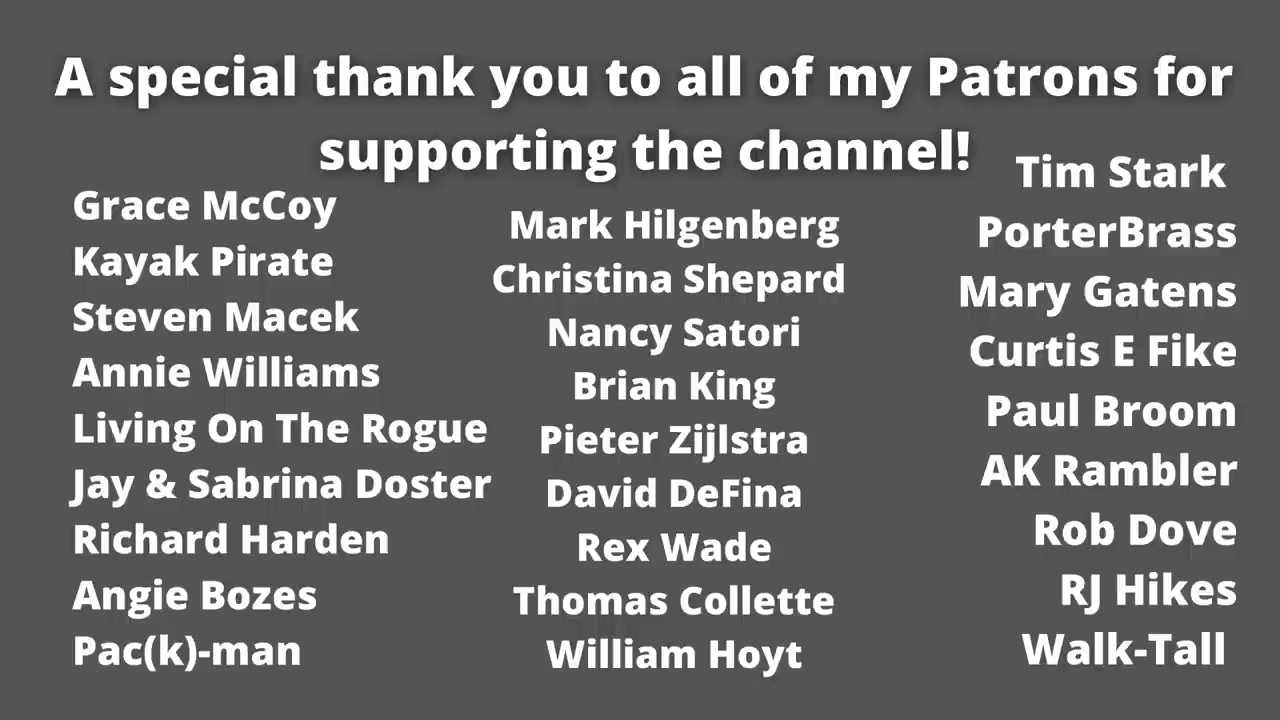 A special thank you to all of my Patrons for
supporting the channel!
Grace McCoy
Kayak Pirate
Steven Macek
Annie Williams
Living On The Rogue
Jay & Sabrina Doster
Richard Harden
Angie Bozes
Pac(k)-man
Mark Hilgenberg
Christina Shepard
Nancy Satori
Brian King
Pieter Zijlstra
David DeFina
Rex Wade
Thomas Collette
William Hoyt
Tim Stark
PorterBrass
Mary Gatens
Curtis E Fike
Paul Broom
AK Rambler
Rob Dove
RJ Hikes
Walk-Tall